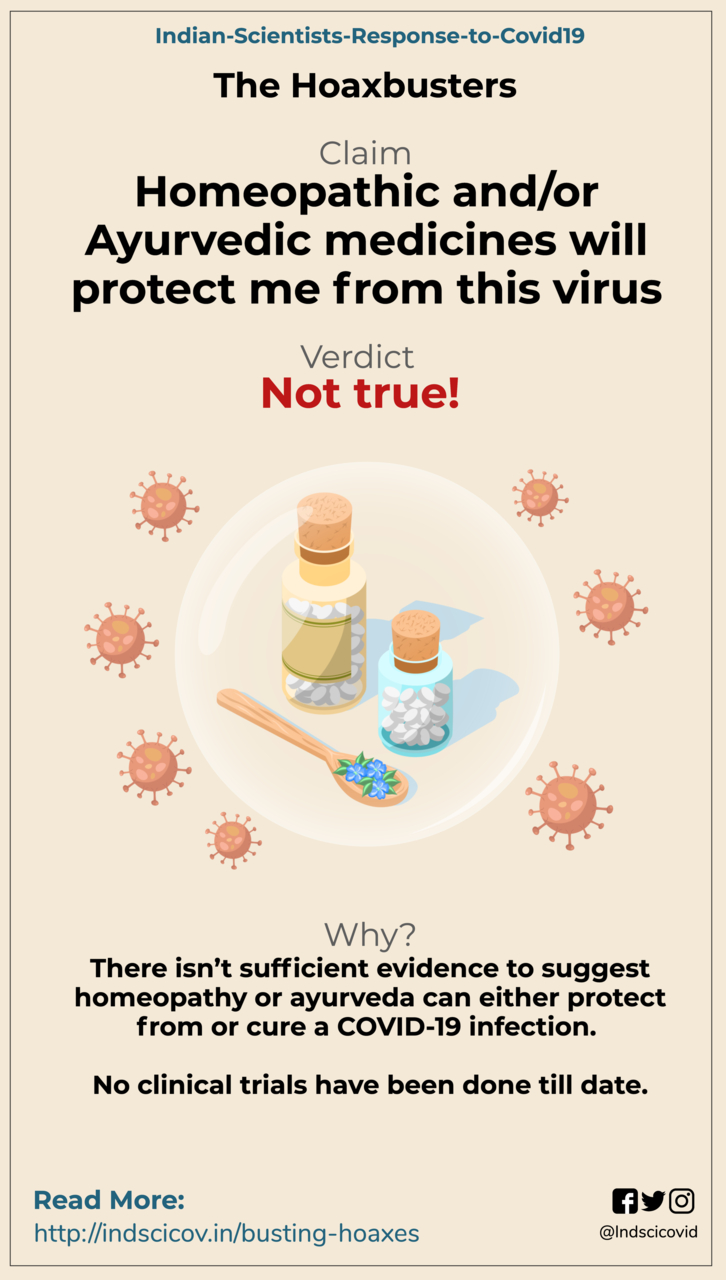 Indian-Scientists-Response-to-Covid19
The Hoaxbusters
Claim
Homeopathic and/or
Ayurvedic medicines will
protect me from this virus
Verdict
Not true!
Why?
There isn't sufficient evidence to suggest
homeopathy or ayurveda can either protect
from or cure a COVID-19 infection.
No clinical trials have been done till date.
Read More:
http://indscicov.in/busting-hoaxes
@Indscicovid